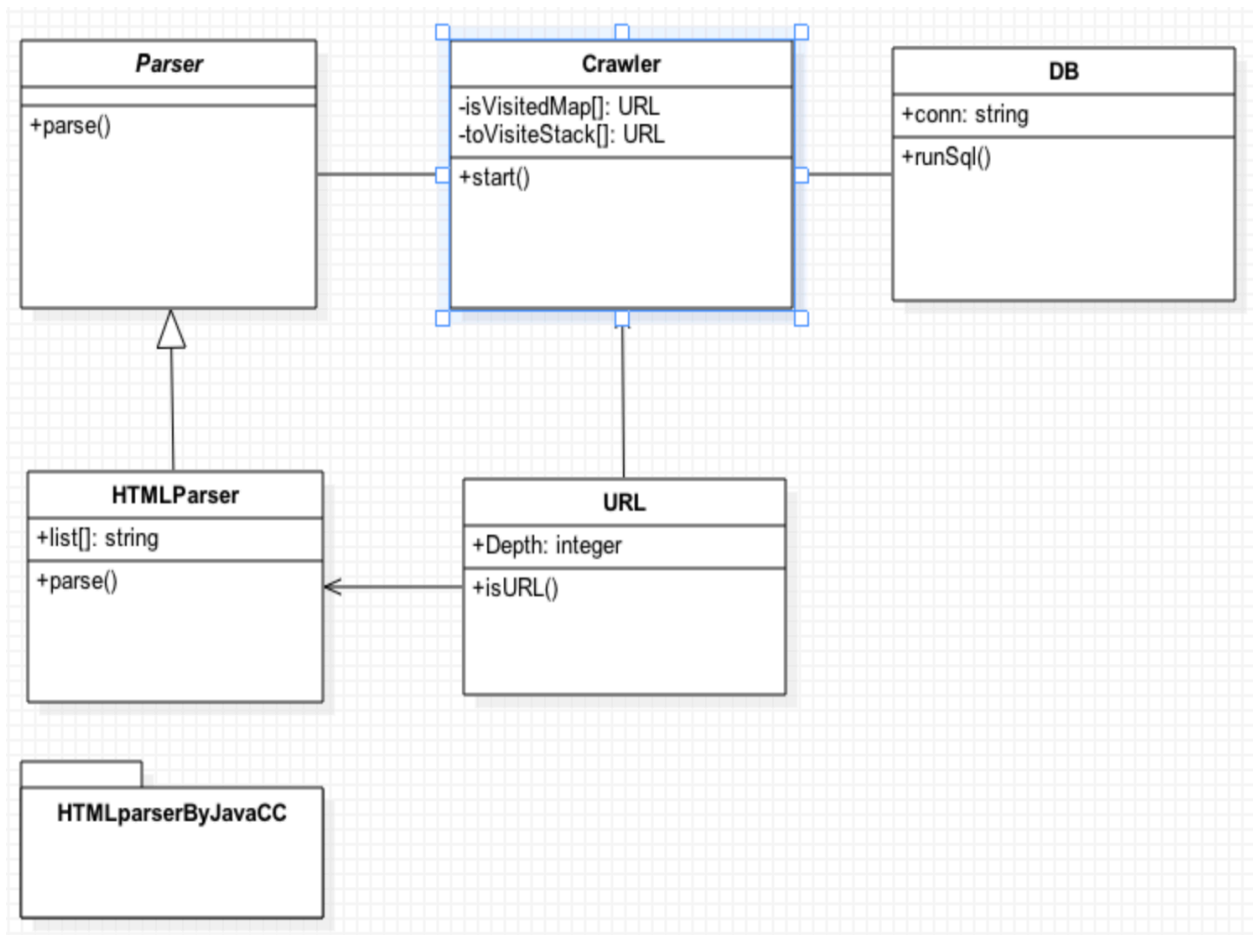 Parser
+parse()
Crawler
-isVisitedMap[]: URL
-toVisiteStack[]: URL
+start()
DB
+conn: string
+runSql()
HTMLParser
+list[]: string
+parse()
URL
+Depth: integer
+isURL()
HTMLparserByJavaCC